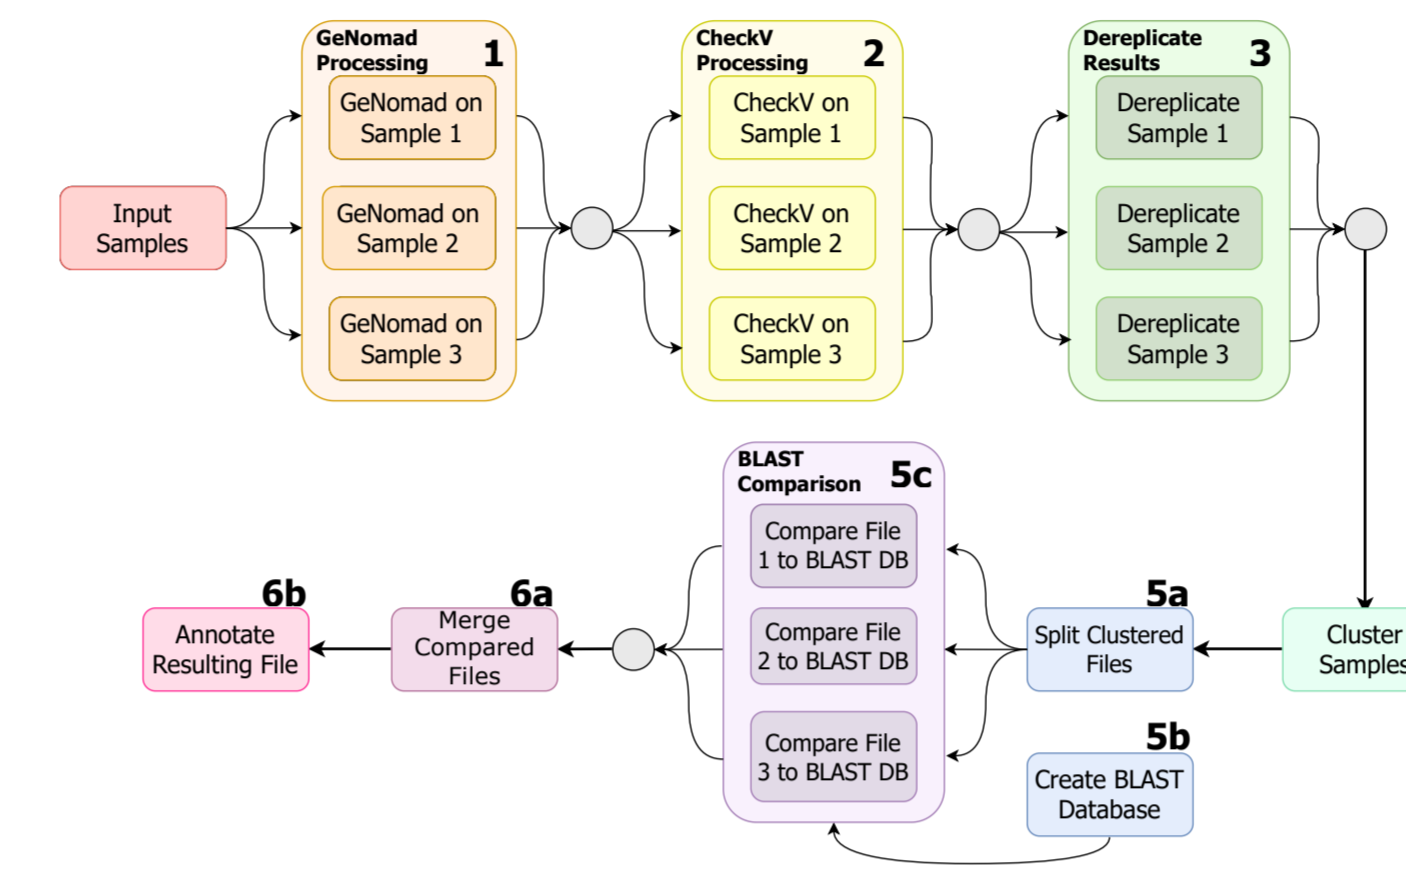 GeNomad
Processing
1
GeNomad on
Sample 1
GeNomad on
Sample 2
GeNomad on
Sample 3
CheckV
Processing
2
CheckV on
Sample 1
CheckV on
Sample 2
CheckV on
Sample 3
Dereplicate
Results
3
Dereplicate
Sample 1
Dereplicate
Sample 2
Dereplicate
Sample 3
Input
Samples
BLAST
Comparison
5c
Compare File
1 to BLAST DB
Compare File
2 to BLAST DB
Compare File
3 to BLAST DB
6b
Annotate
Resulting File
6a
Merge
Compared
Files
5a
Split Clustered
Files
Cluster
Samples
5b
Create BLAST
Database